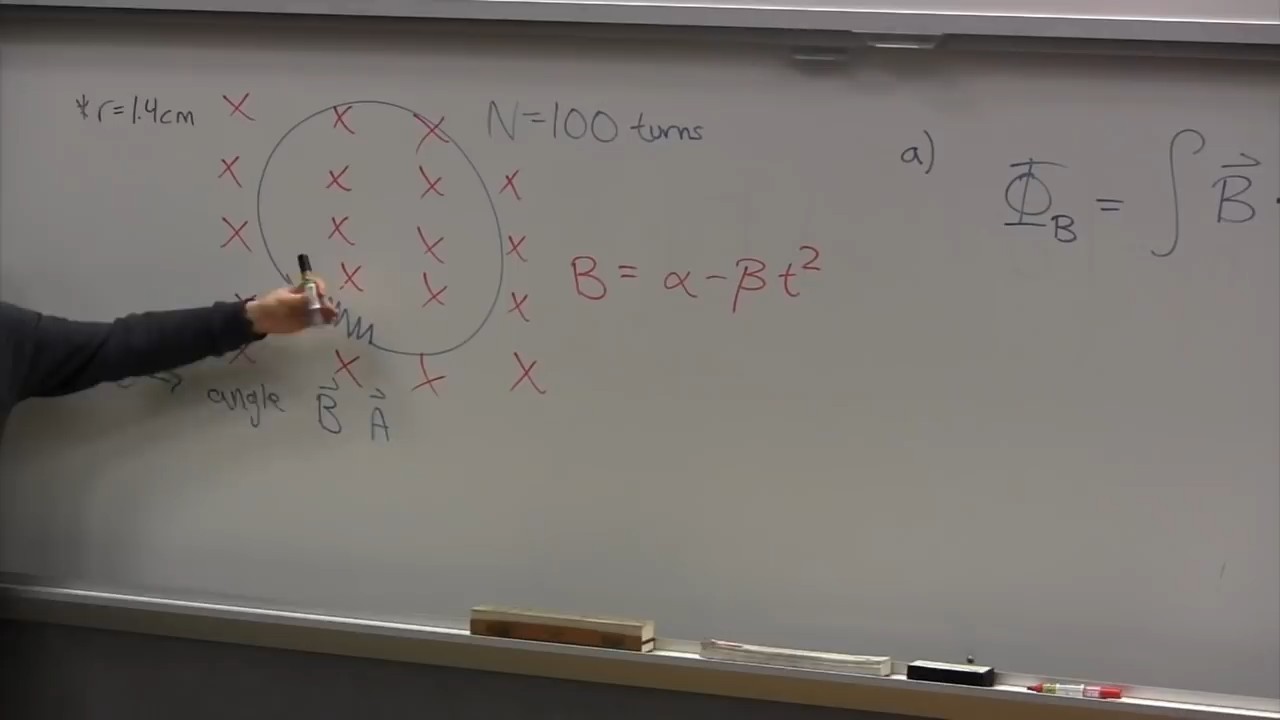 *r=1.4cm
N=100 turns
B = α - βt²
angle B⃗ A⃗
a) Φ_B = ∫ B⃗ ·